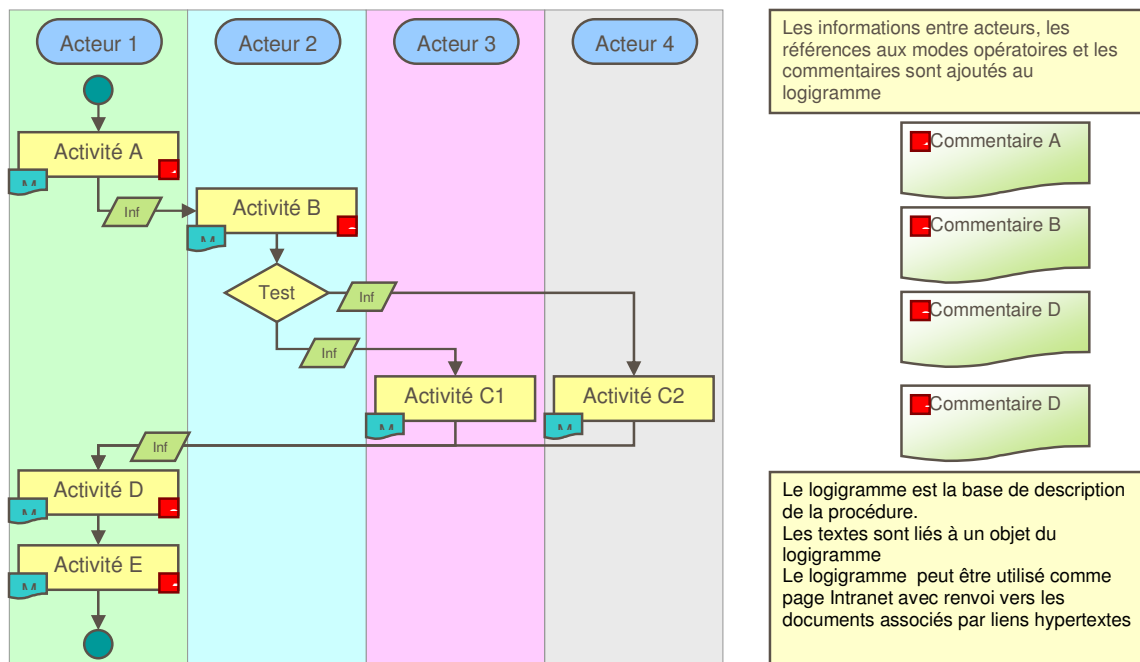 Acteur 1
Acteur 2
Acteur 3
Acteur 4
Activité A
Inf
Activité B
Test
Inf
Inf
Activité C1
Activité C2
Inf
Activité D
Activité E
Les informations entre acteurs, les
références aux modes opératoires et les
commentaires sont ajoutés au
logigramme
Commentaire A
Commentaire B
Commentaire D
Commentaire D
Le logigramme est la base de description
de la procédure.
Les textes sont liés à un objet du
logigramme
Le logigramme  peut être utilisé comme
page Intranet avec renvoi vers les
documents associés par liens hypertextes